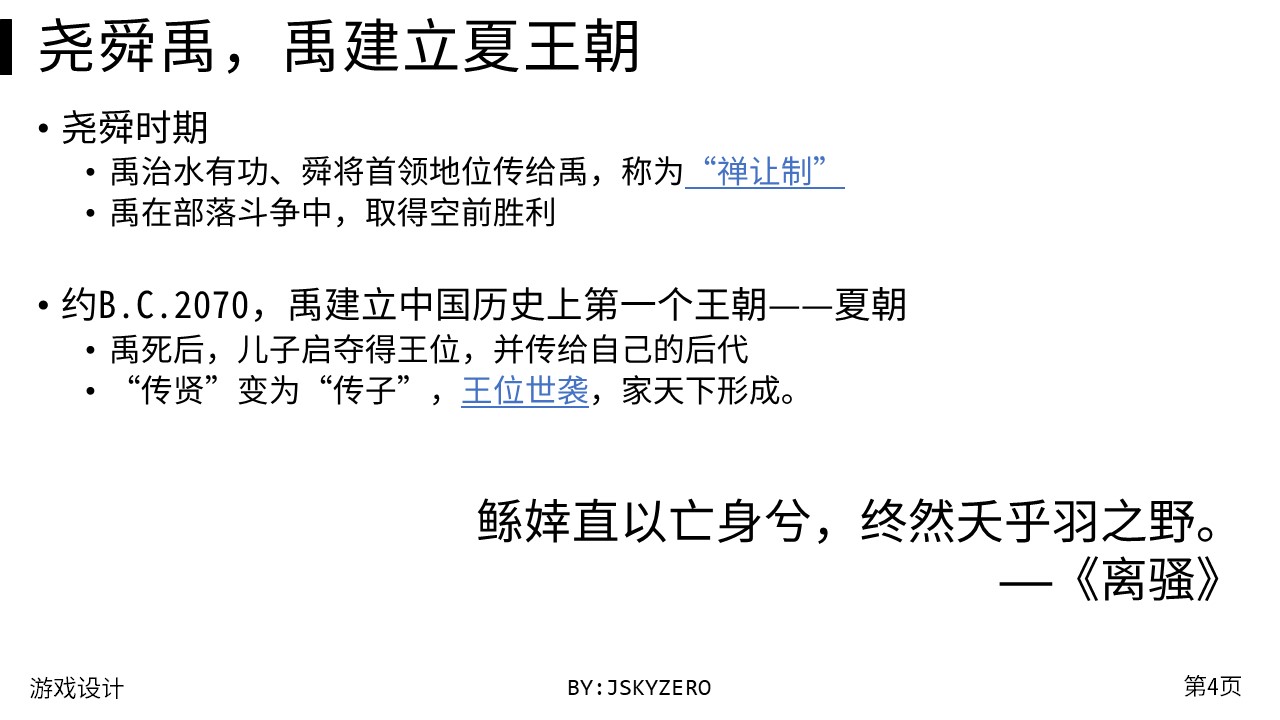 尧舜禹，禹建立夏王朝
• 尧舜时期
• 禹治水有功、舜将首领地位传给禹，称为“禅让制”
• 禹在部落斗争中，取得空前胜利
• 约B.C.2070，禹建立中国历史上第一个王朝——夏朝
• 禹死后，儿子启夺得王位，并传给自己的后代
• “传贤”变为“传子”，王位世袭，家天下形成。
鲧婞直以亡身兮，终然夭乎羽之野。
—《离骚》
游戏设计
BY:JSKYZERO
第4页